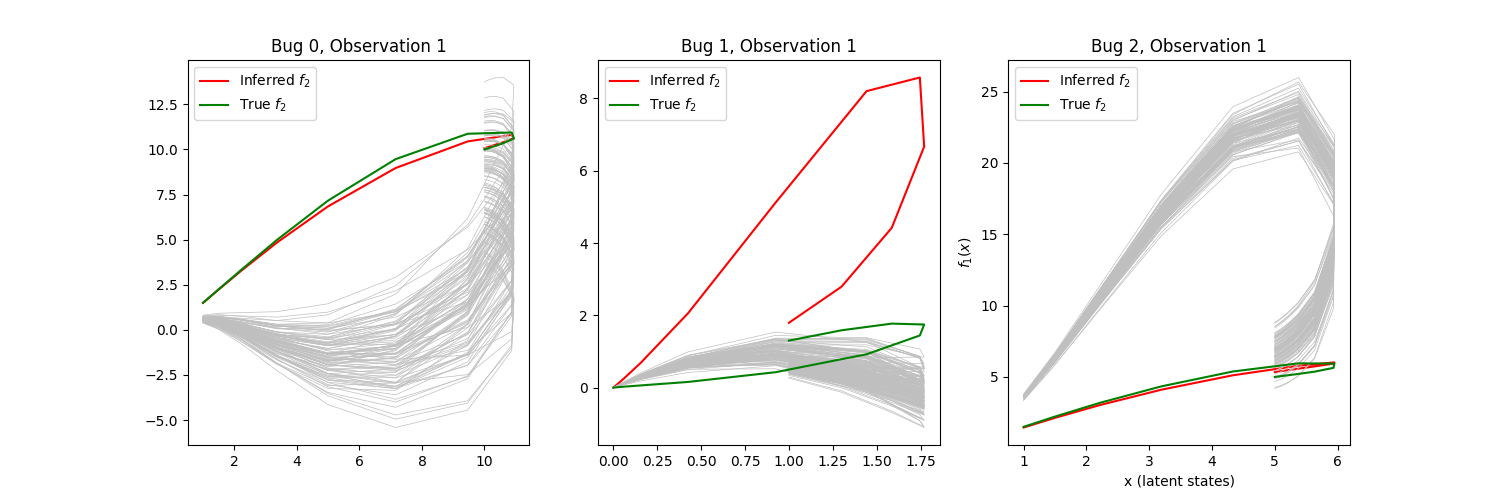 Bug 0, Observation 1
Inferred f₂
True f₂
12.5
10.0
7.5
5.0
2.5
0.0
−2.5
−5.0
2 4 6 8 10
Bug 1, Observation 1
Inferred f₂
True f₂
8
6
4
2
0
0.00 0.25 0.50 0.75 1.00 1.25 1.50 1.75
Bug 2, Observation 1
Inferred f₂
True f₂
f₁(x)
25
20
15
10
5
1 2 3 4 5 6
x (latent states)